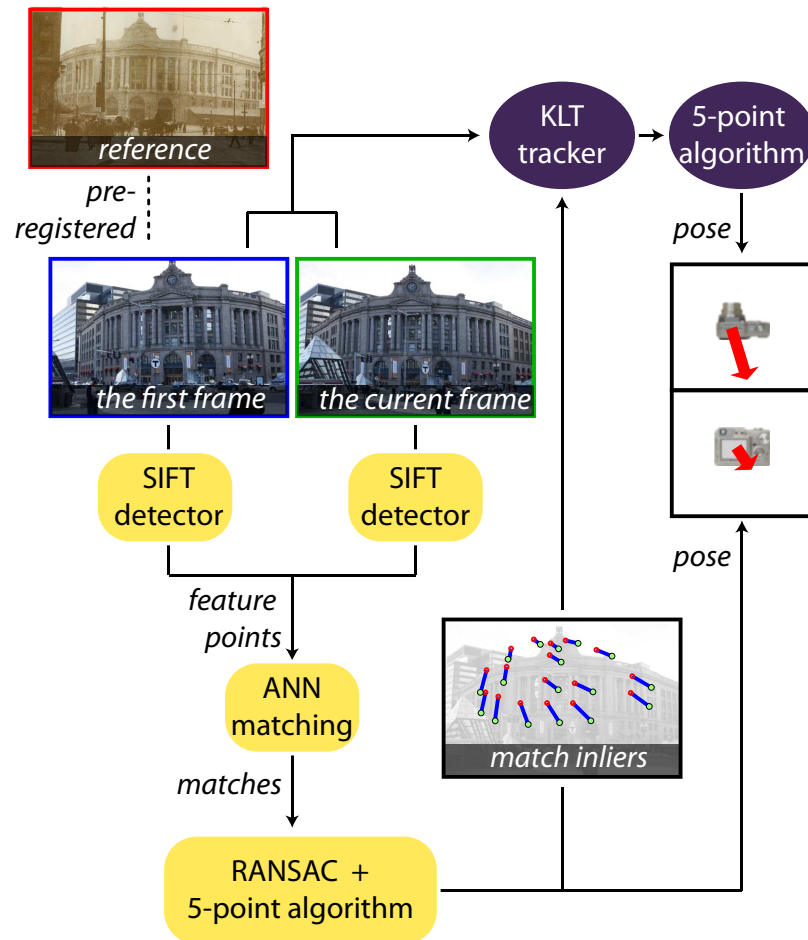 reference
pre-
registered
KLT
tracker
5-point
algorithm
pose
the first frame
the current frame
SIFT
detector
SIFT
detector
pose
feature
points
ANN
matching
match inliers
matches
RANSAC +
5-point algorithm